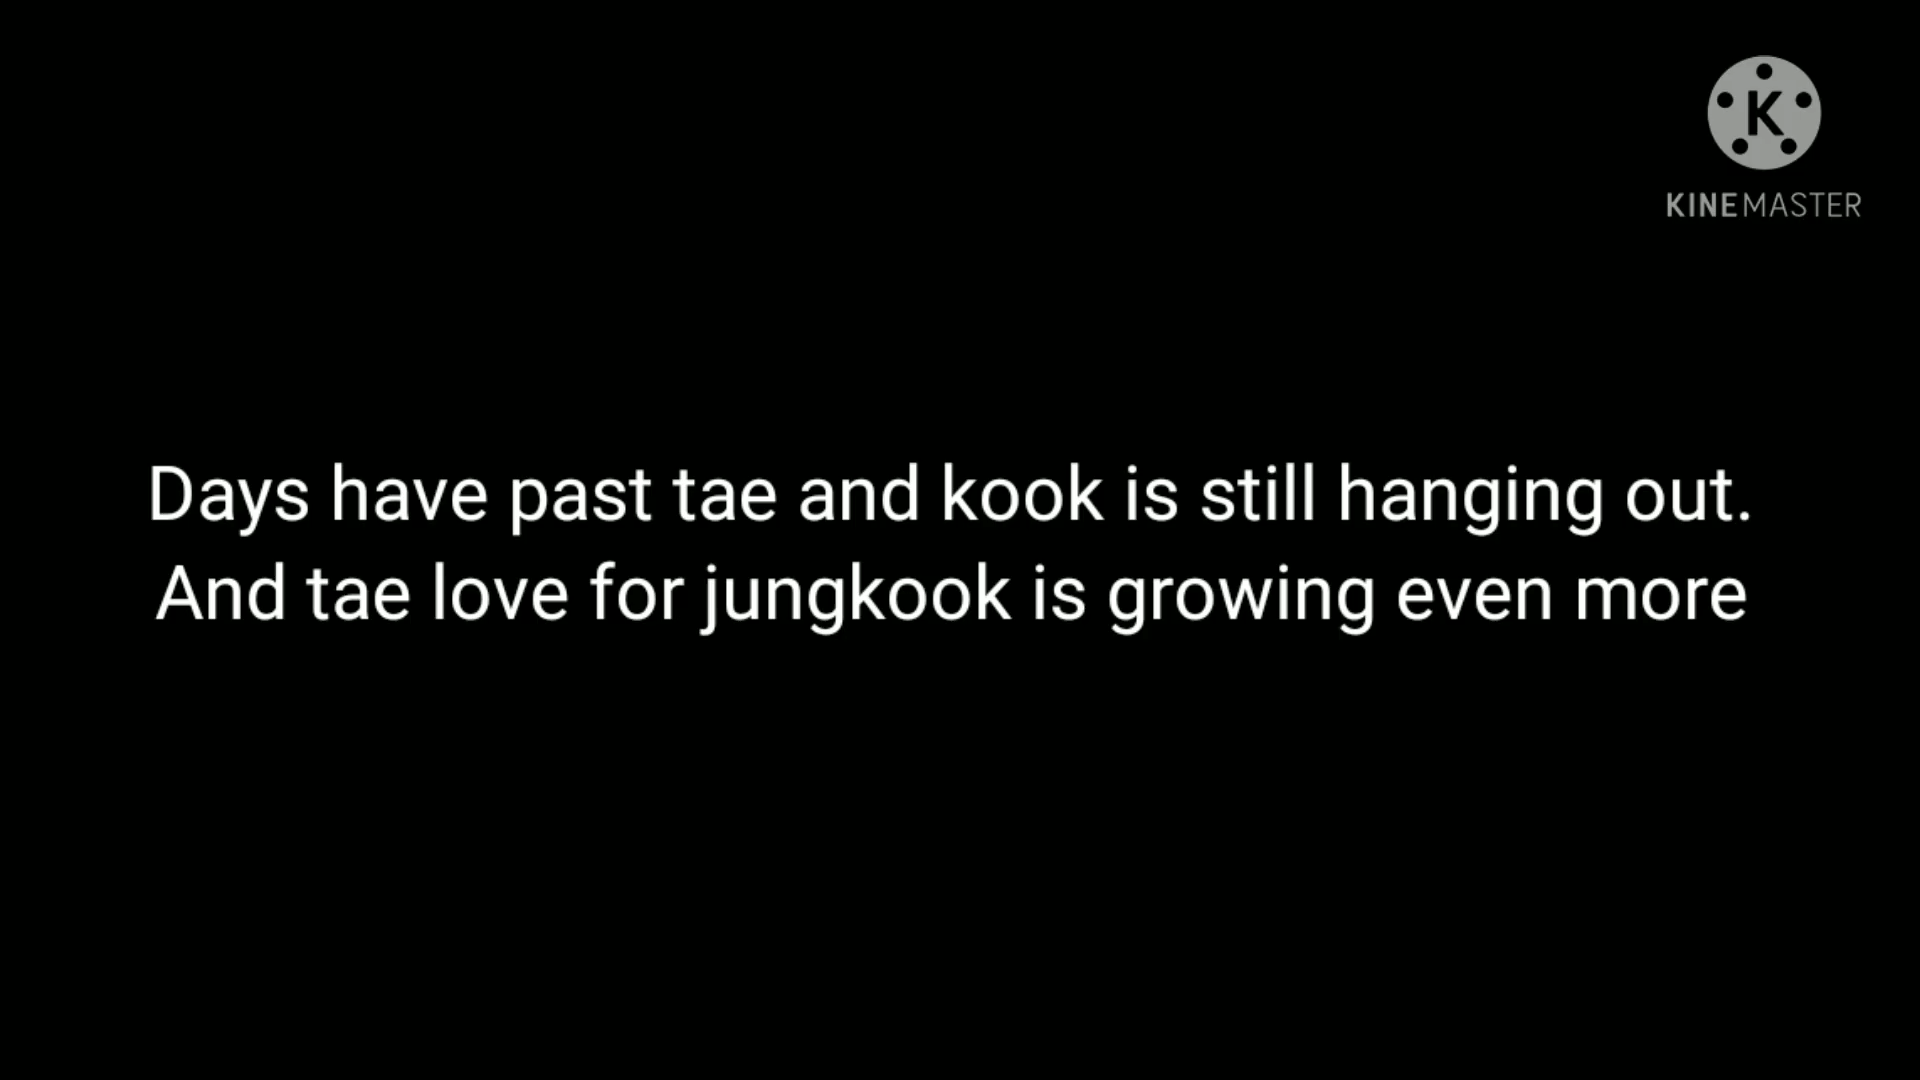 K
KINEMASTER
Days have past tae and kook is still hanging out.
And tae love for jungkook is growing even more